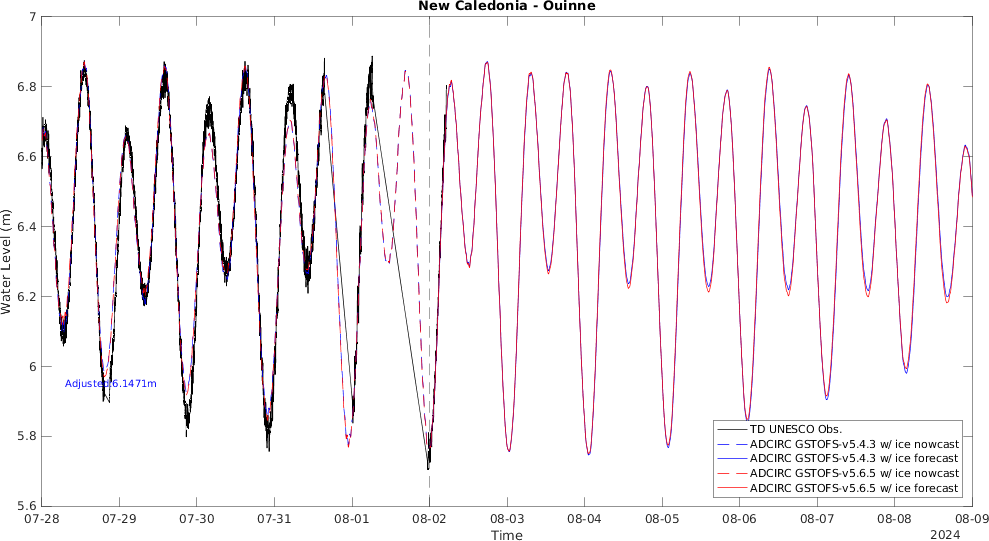 New Caledonia - Ouinne
7
6.8
6.6
6.4
6.2
6
5.8
5.6
Water Level (m)
Adjusted 6.1471m
TD UNESCO Obs.
ADCIRC GSTOFS-v5.4.3 w/ ice nowcast
ADCIRC GSTOFS-v5.4.3 w/ ice forecast
ADCIRC GSTOFS-v5.6.5 w/ ice nowcast
ADCIRC GSTOFS-v5.6.5 w/ ice forecast
07-28 07-29 07-30 07-31 08-01 08-02 08-03 08-04 08-05 08-06 08-07 08-08 08-09
Time
2024